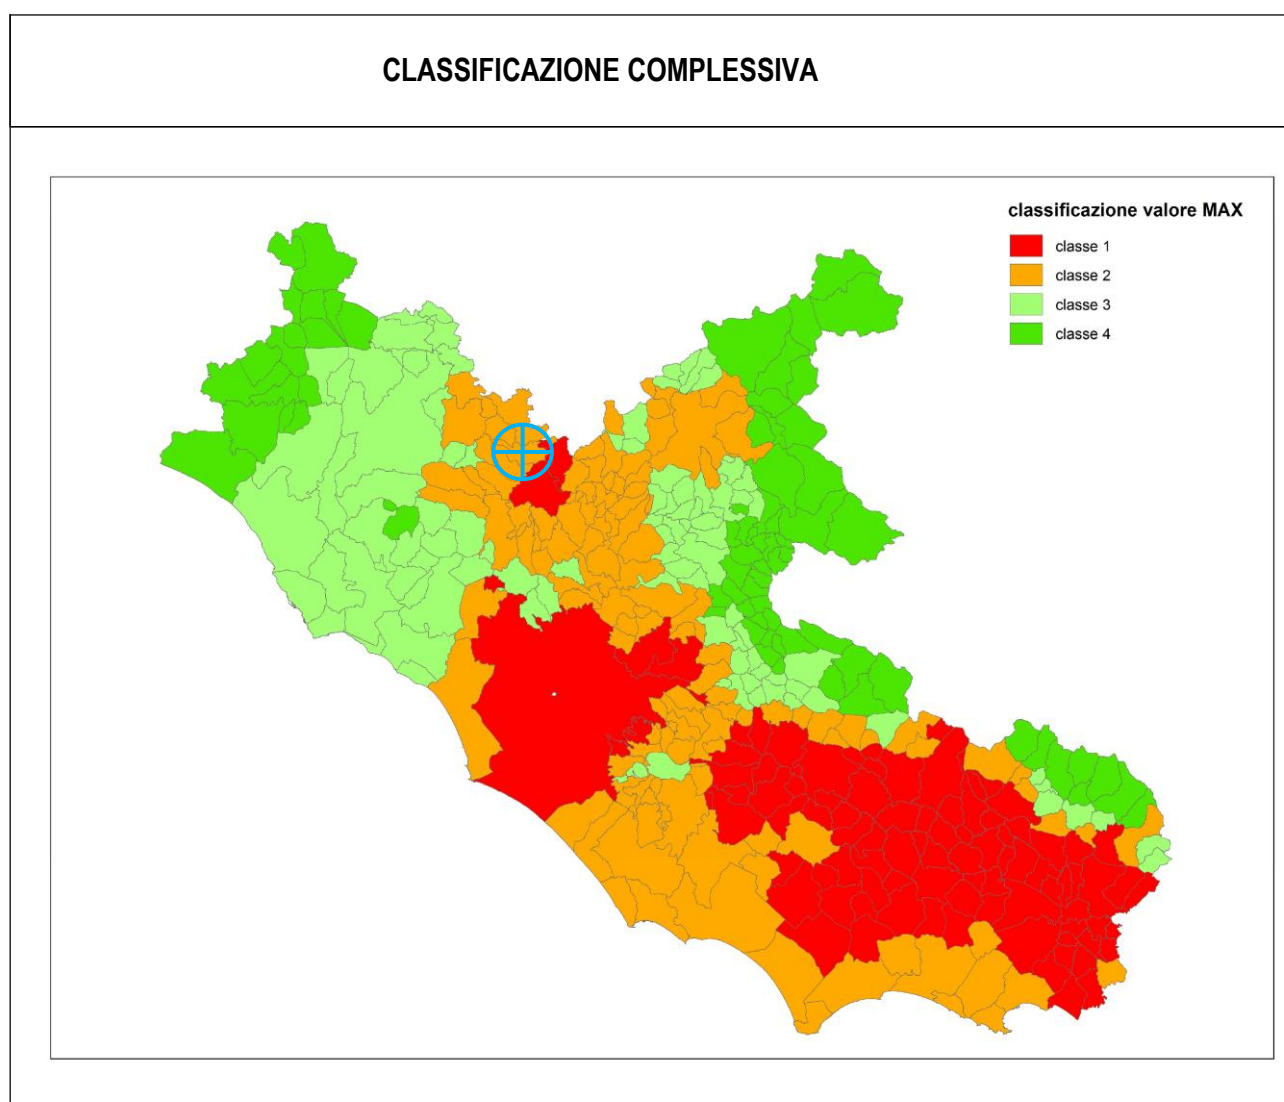 CLASSIFICAZIONE COMPLESSIVA
classificazione valore MAX
classe 1
classe 2
classe 3
classe 4